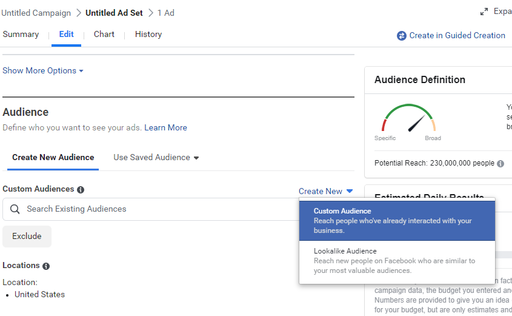 Untitled Campaign > Untitled Ad Set > 1 Ad
Expa
Summary Edit Chart History
Create in Guided Creation
Show More Options
Audience
Define who you want to see your ads. Learn More
Create New Audience Use Saved Audience
Custom Audiences
Create New
Search Existing Audiences
Custom Audience
Reach people who've already interacted with your
business.
Lookalike Audience
Reach new people on Facebook who are similar to
your most valuable audiences.
Exclude
Locations
Location:
• United States
Audience Definition
Specific Broad
Potential Reach: 230,000,000 people
Estimated Daily Results
campaign data, the budget you entered and
Numbers are provided to give you an idea
for your budget, but are only estimates and